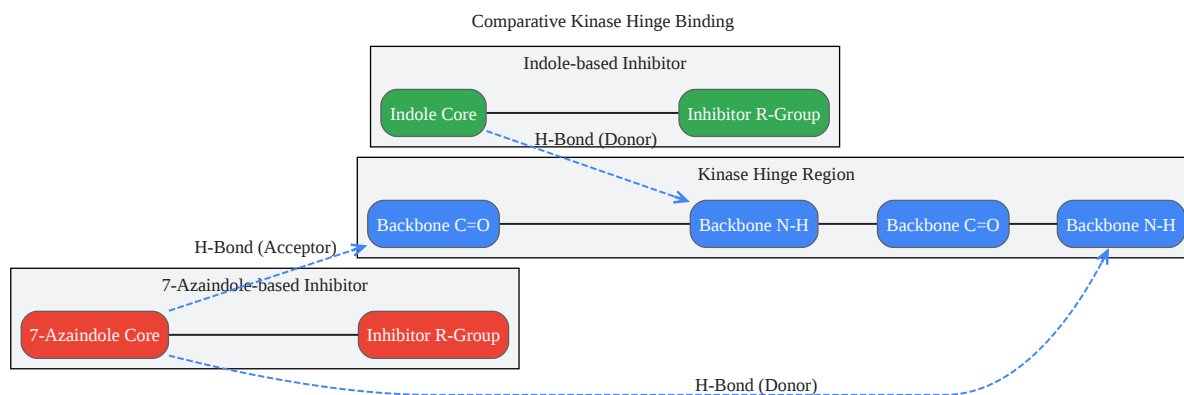 Comparative Kinase Hinge Binding
Indole-based Inhibitor
Indole Core
Inhibitor R-Group
H-Bond (Donor)
Kinase Hinge Region
Backbone C=O
Backbone N-H
Backbone C=O
Backbone N-H
H-Bond (Acceptor)
7-Azaindole-based Inhibitor
7-Azaindole Core
Inhibitor R-Group
H-Bond (Donor)